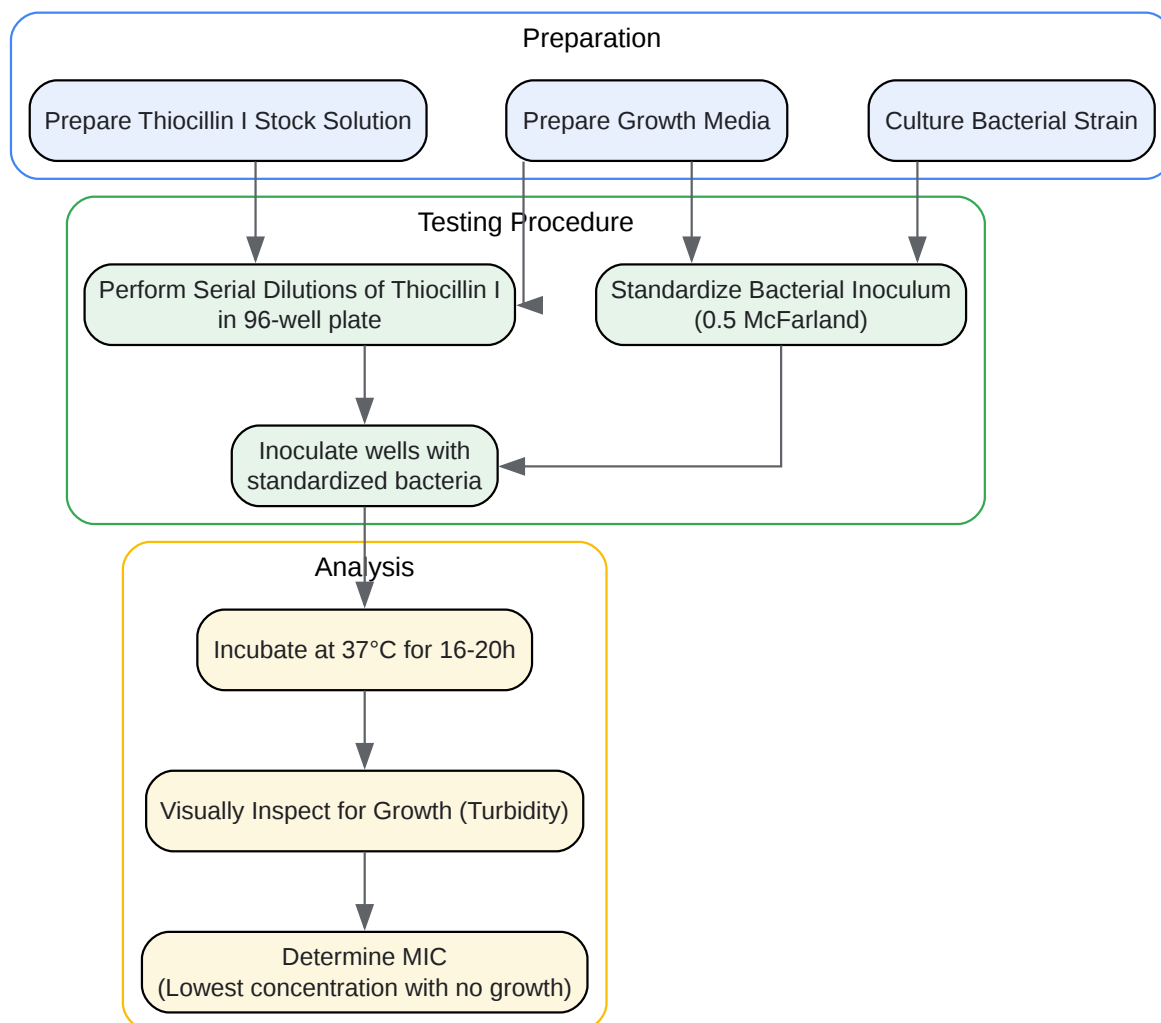 Preparation
Prepare Thiocillin I Stock Solution
Prepare Growth Media
Culture Bacterial Strain
Testing Procedure
Perform Serial Dilutions of Thiocillin I
in 96-well plate
Standardize Bacterial Inoculum
(0.5 McFarland)
Inoculate wells with
standardized bacteria
Analysis
Incubate at 37°C for 16-20h
Visually Inspect for Growth (Turbidity)
Determine MIC
(Lowest concentration with no growth)